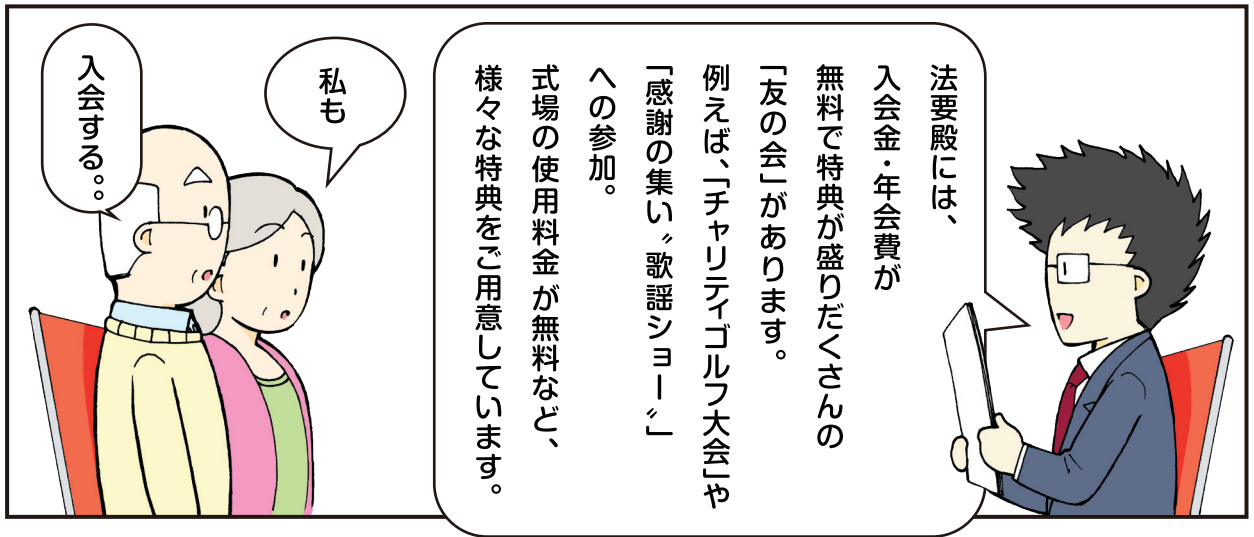 法要殿には、
入会金・年会費が
無料で特典が盛りだくさんの
「友の会」があります。
例えば、「チャリティゴルフ大会」や
「感謝の集い〝歌謡ショー〟」
への参加。
式場の使用料金が無料など、
様々な特典をご用意しています。
私も
入会する。。